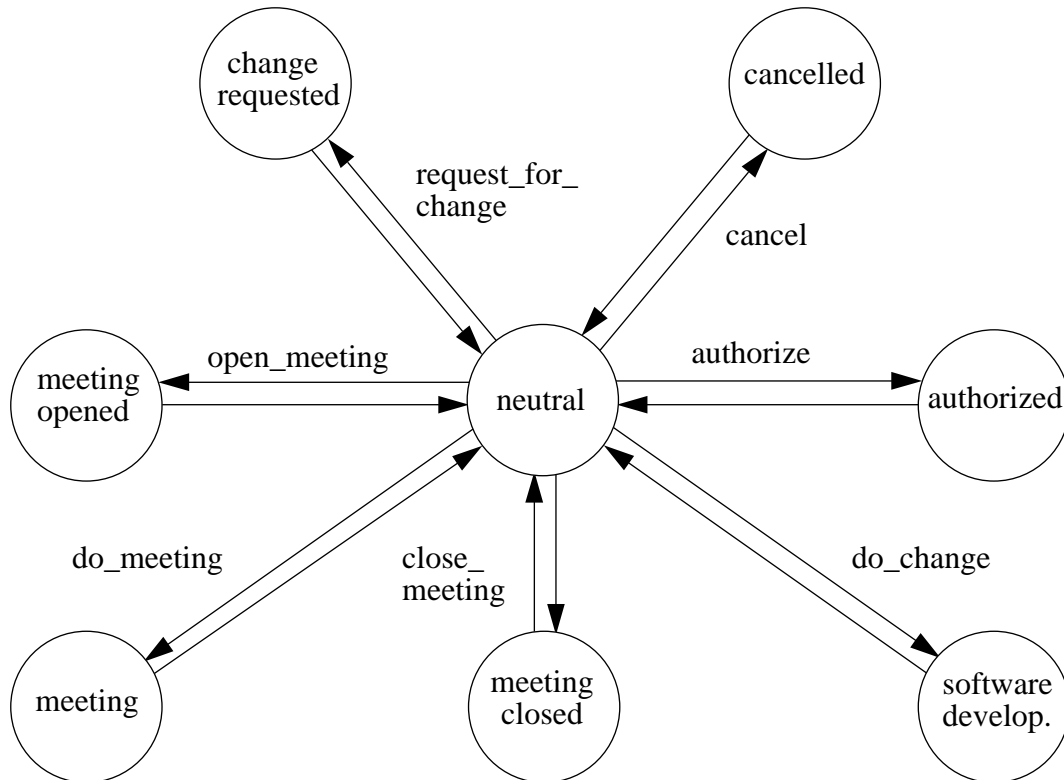 change
requested
cancelled
request_for_
change
cancel
open_meeting
authorize
meeting
opened
neutral
authorized
do_meeting
close_
meeting
do_change
meeting
meeting
closed
software
develop.